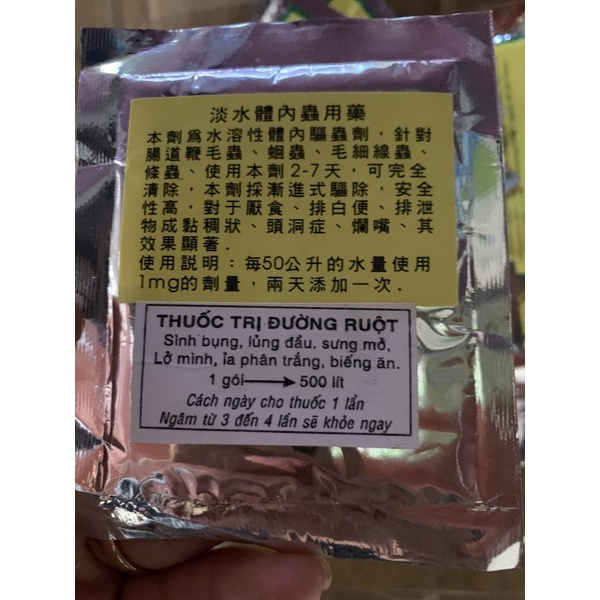 淡水體內蟲用藥
本劑為水溶性體內驅蟲劑，針對
腸道鞭毛蟲、蛔蟲、毛細線蟲、
條蟲、使用本劑2-7天，可完全
清除，本劑採漸進式驅除，安全
性高，對于厭食、排白便、排泄
物成黏稠狀、頭洞症、爛嘴、其
效果顯著.
使用說明：每50公升的水量使用
1mg的劑量，兩天添加一次.
THUỐC TRỊ ĐƯỜNG RUỘT
Sình bụng, lủng đầu. sưng mỏ,
Lở mình, ỉa phân trắng, biếng ăn.
1 gói→500 lít
Cách ngày cho thuốc 1 lần
Ngâm từ 3 đến 4 lần sẽ khỏe ngay